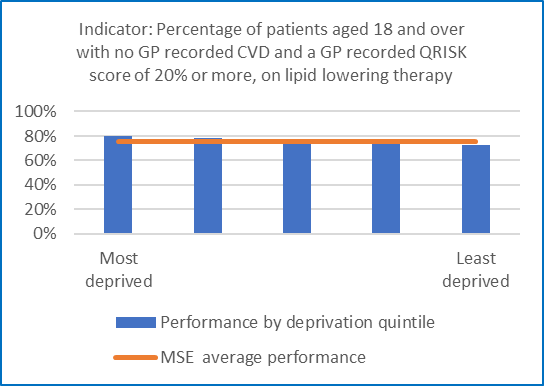 Indicator: Percentage of patients aged 18 and over
with no GP recorded CVD and a GP recorded QRISK
score of 20% or more, on lipid lowering therapy
100%
80%
60%
40%
20%
0%
Most
deprived
Least
deprived
Performance by deprivation quintile
MSE average performance